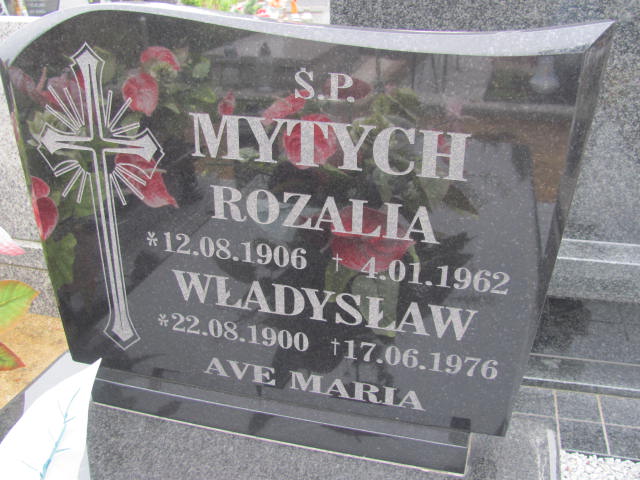 Ś.P.
MYTYCH
ROZALIA
*12.08.1906 †4.01.1962
WŁADYSŁAW
*22.08.1900 †17.06.1976
AVE MARIA